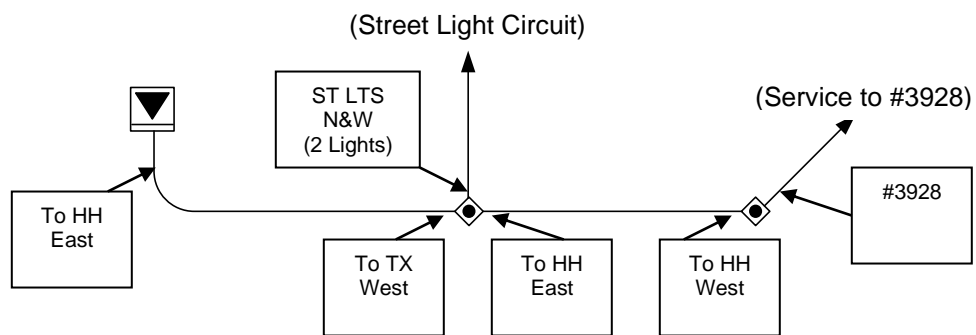 (Street Light Circuit)
ST LTS
N&W
(2 Lights)
(Service to #3928)
To HH
East
#3928
To TX
West
To HH
East
To HH
West